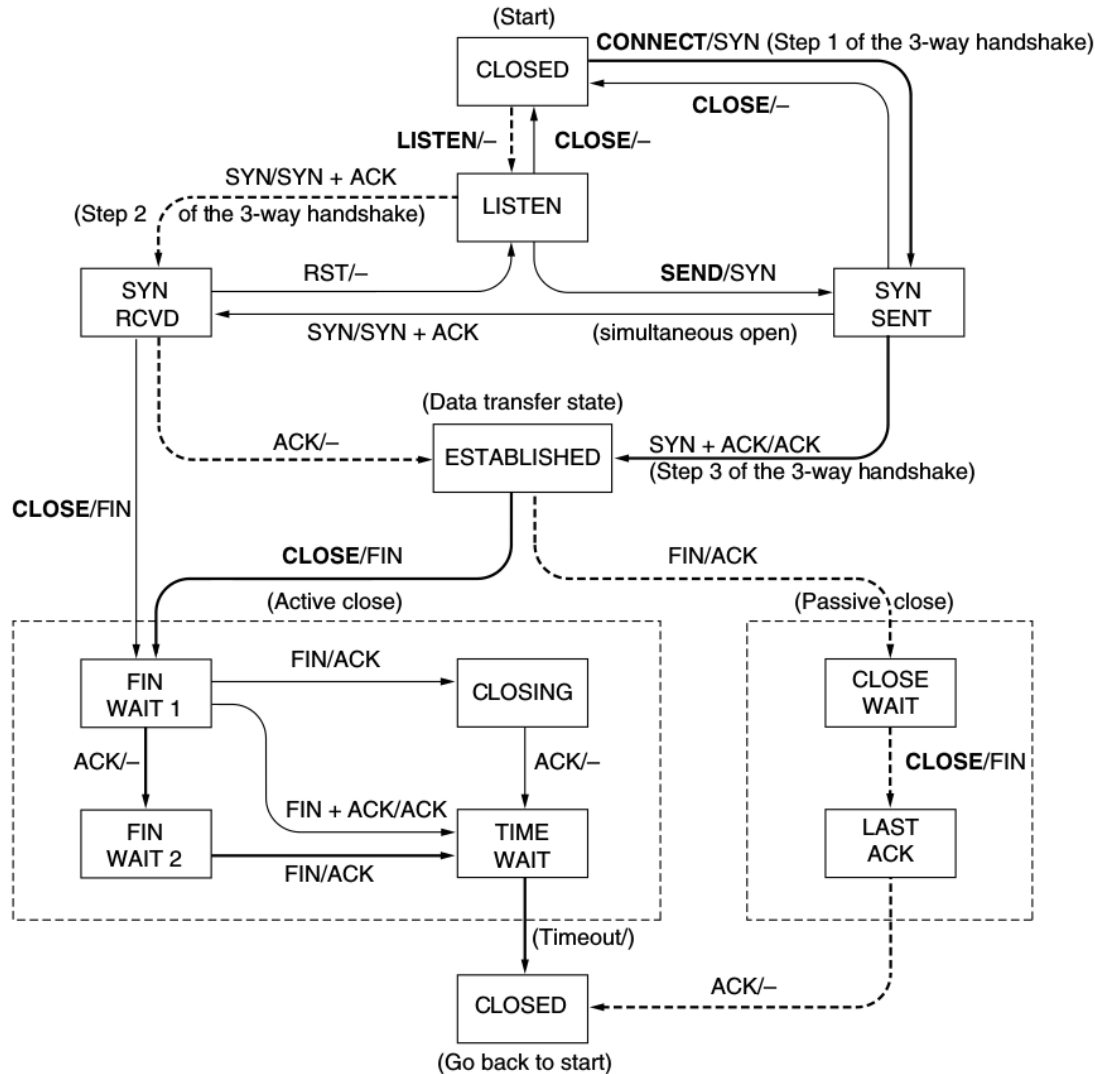 (Start)
CLOSED
CONNECT/SYN (Step 1 of the 3-way handshake)
CLOSE/–
LISTEN/–
CLOSE/–
SYN/SYN + ACK
(Step 2 of the 3-way handshake)
LISTEN
RST/–
SEND/SYN
SYN
RCVD
SYN
SENT
SYN/SYN + ACK
(simultaneous open)
(Data transfer state)
ACK/–
ESTABLISHED
SYN + ACK/ACK
(Step 3 of the 3-way handshake)
CLOSE/FIN
CLOSE/FIN
FIN/ACK
(Active close)
(Passive close)
FIN
WAIT 1
FIN/ACK
CLOSING
CLOSE
WAIT
ACK/–
ACK/–
CLOSE/FIN
FIN + ACK/ACK
FIN
WAIT 2
FIN/ACK
TIME
WAIT
LAST
ACK
(Timeout/)
CLOSED
ACK/–
(Go back to start)